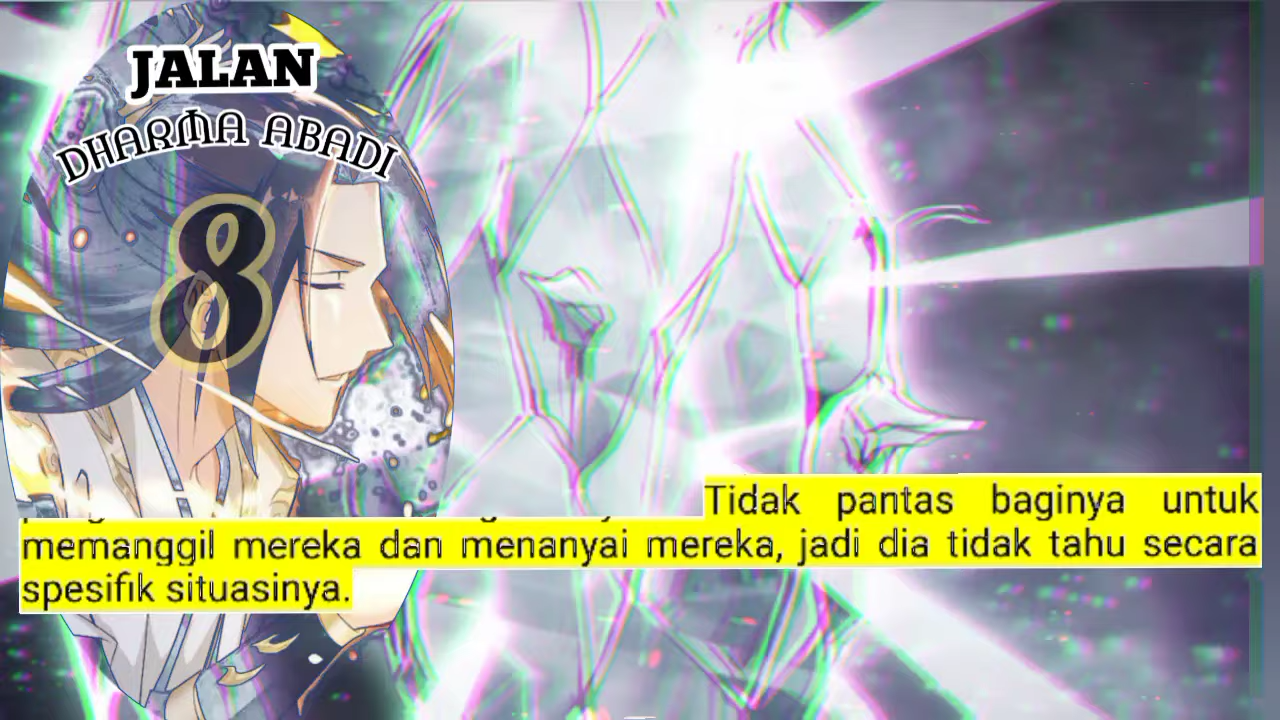 JALAN
DHARMA ABADI
8
Tidak pantas baginya untuk
memanggil mereka dan menanyai mereka, jadi dia tidak tahu secara
spesifik situasinya.